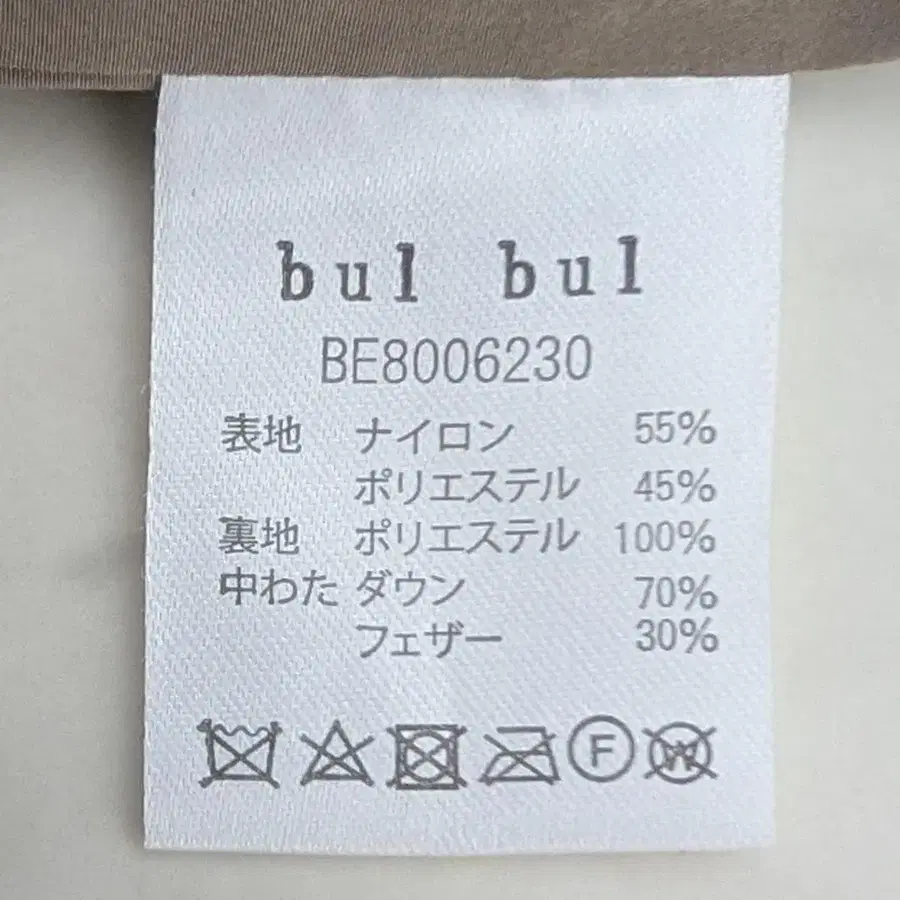 bul bul
BE8006230
表地 ナイロン 55%
ポリエステル 45%
裏地 ポリエステル 100%
中わた ダウン 70%
フェザー 30%
F W